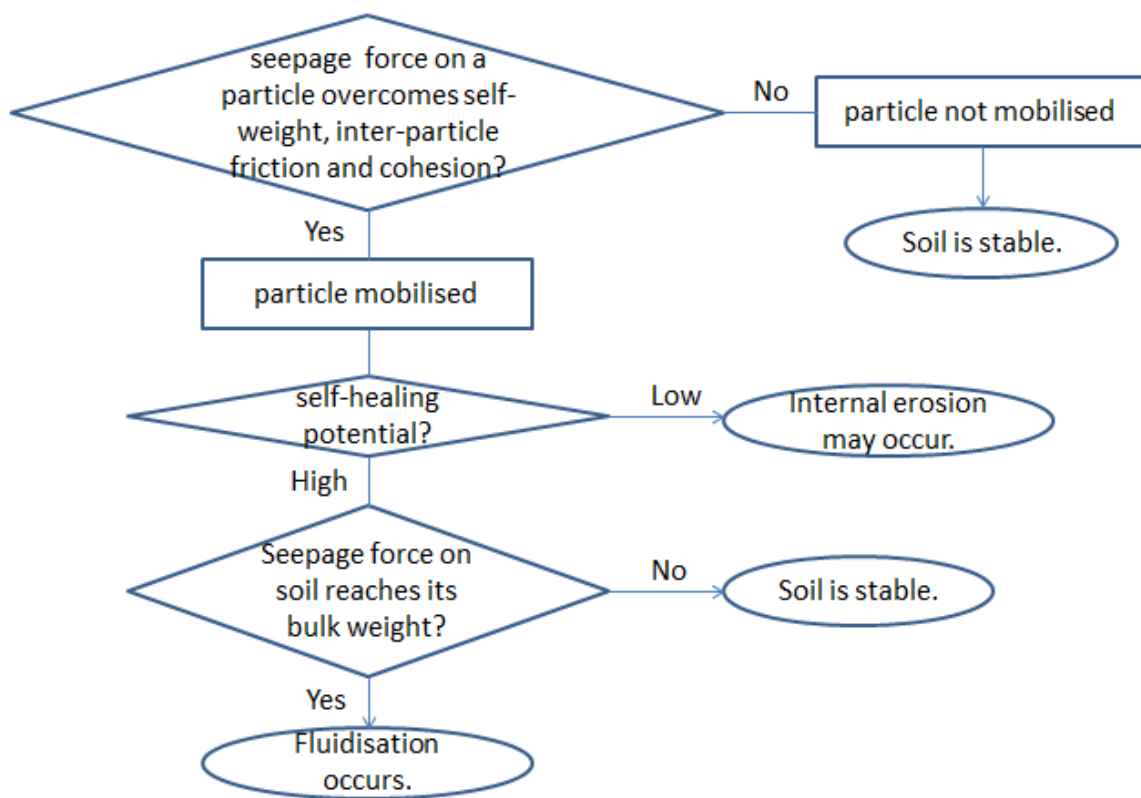 seepage force on a
particle overcomes self-
weight, inter-particle
friction and cohesion?
No
particle not mobilised
Soil is stable.
Yes
particle mobilised
self-healing
potential?
Low
Internal erosion
may occur.
High
Seepage force on
soil reaches its
bulk weight?
No
Soil is stable.
Yes
Fluidisation
occurs.